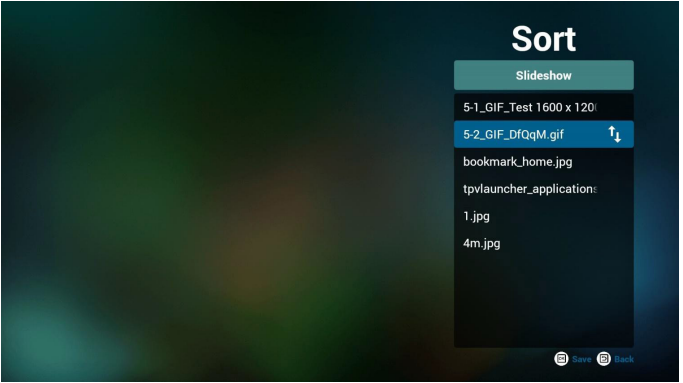 Sort
Slideshow
5-1_GIF_Test 1600 x 120
5-2_GIF_DfQqM.gif
bookmark_home.jpg
tpvlauncher_applications
1.jpg
4m.jpg
Save Back